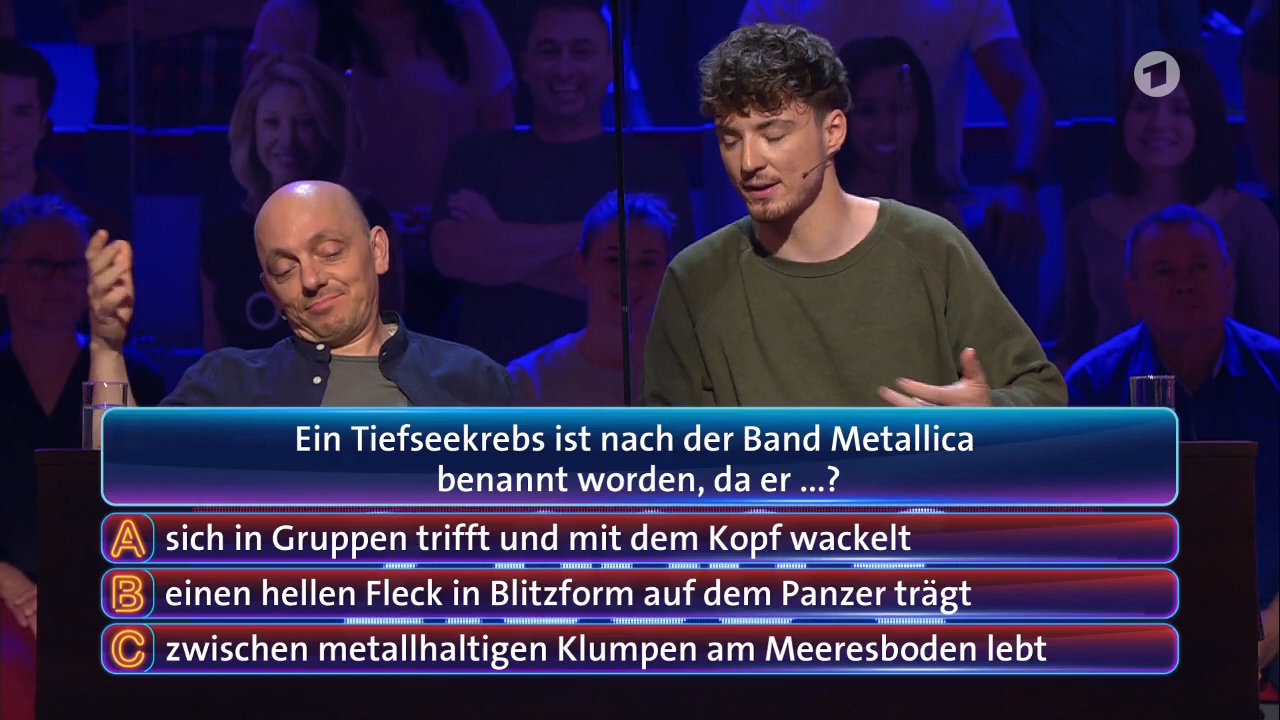 Ein Tiefseekrebs ist nach der Band Metallica
benannt worden, da er ...?
A sich in Gruppen trifft und mit dem Kopf wackelt
B einen hellen Fleck in Blitzform auf dem Panzer trägt
C zwischen metallhaltigen Klumpen am Meeresboden lebt